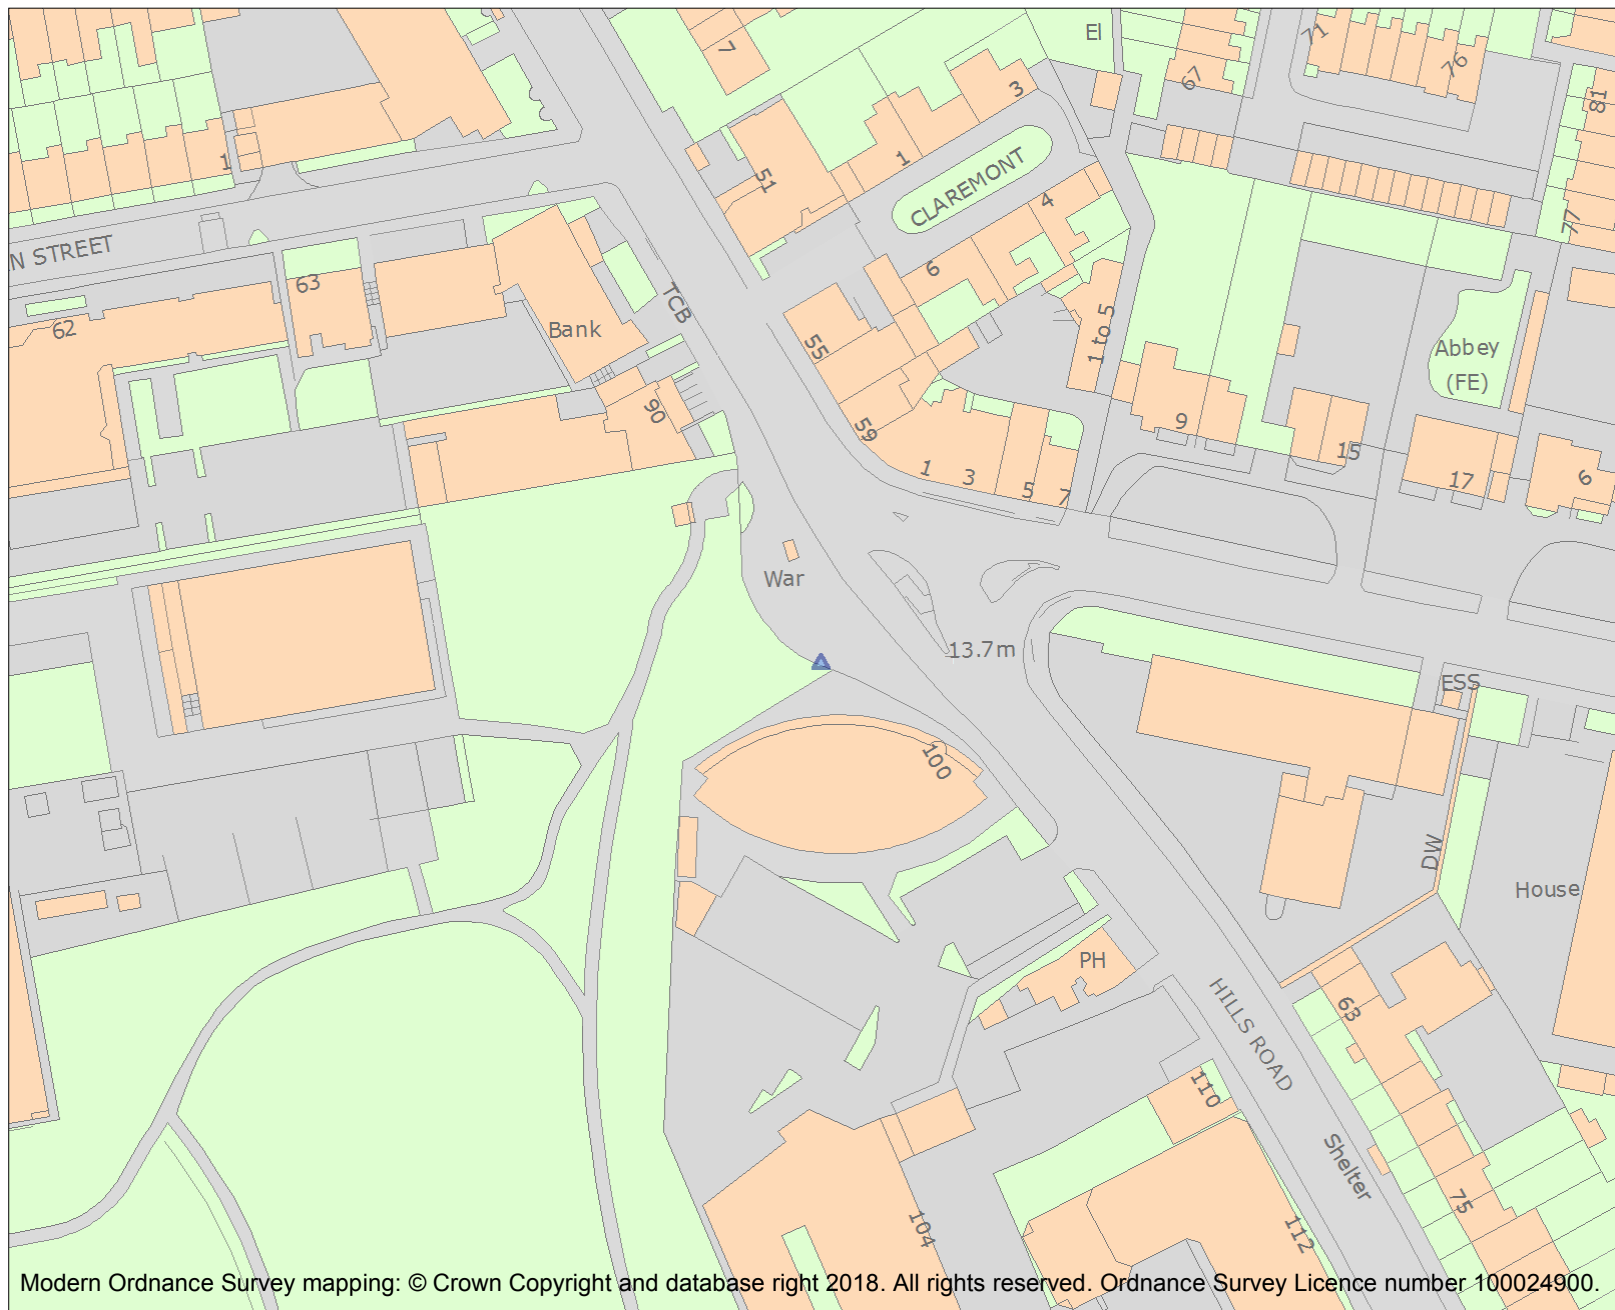 El
71
7
76
67
3
81
1
1
51
CLAREMONT
4
77
N STREET
6
63
TCB
62
Bank
55
1 to 5
Abbey
(FE)
90
9
59
15
1
3
5
7
17
6
War
13.7m
ESS
100
DW
House
PH
HILLS ROAD
63
110
Shelter
75
104
112
Modern Ordnance Survey mapping: © Crown Copyright and database right 2018. All rights reserved. Ordnance Survey Licence number 100024900.